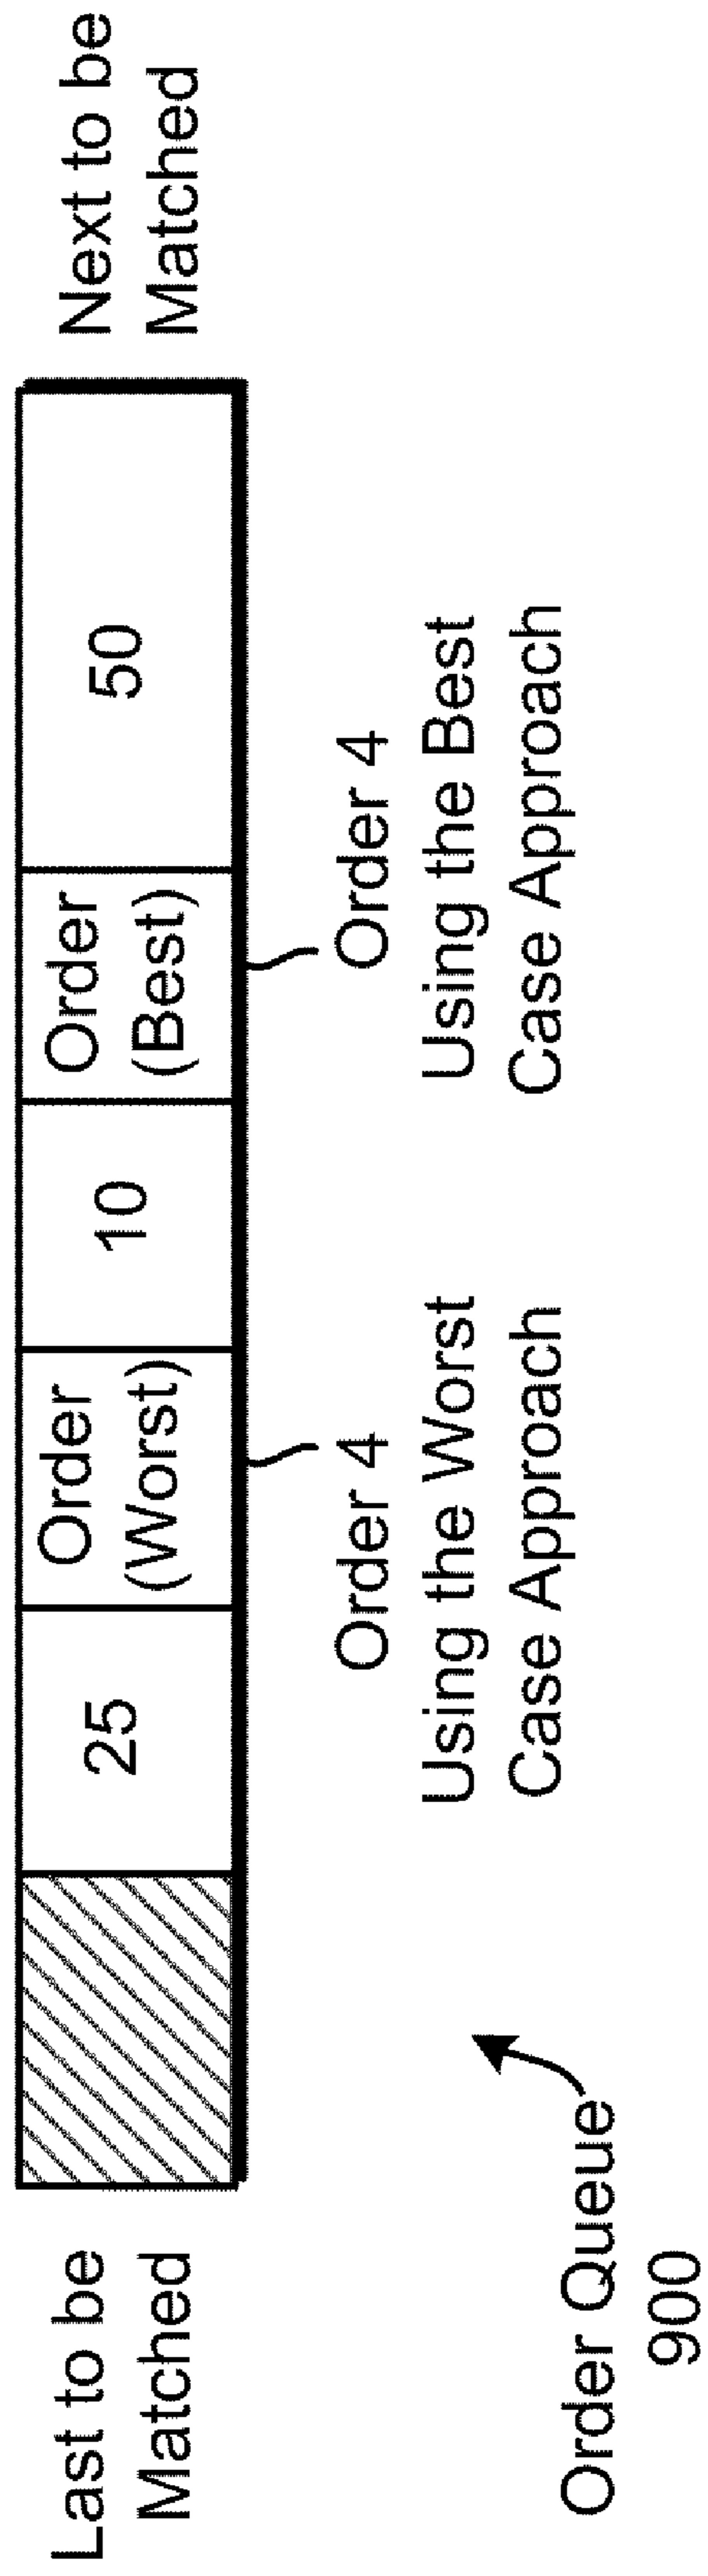 Last to be
Matched
25
Order
(Worst)
10
Order
(Best)
50
Next to be
Matched
Order 4
Using the Worst
Case Approach
Order 4
Using the Best
Case Approach
Order Queue
900